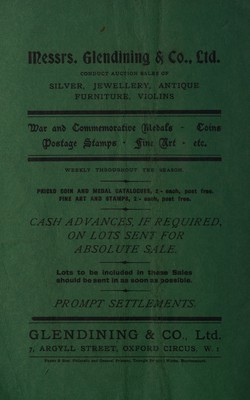 Messrs. Glendining & Co., Ltd.
CONDUCT AUCTION SALES OF
SILVER, JEWELLERY, ANTIQUE
FURNITURE, VIOLINS
War and Commemorative Medals - Coins
Postage Stamps · Fine Art · etc.
WEEKLY THROUGHOUT THE SEASON.
PRICED COIN AND MEDAL CATALOGUES, 2/- each, post free.
FINE ART AND STAMPS, 2/- each, post free.
CASH ADVANCES, IF REQUIRED,
ON LOTS SENT FOR
ABSOLUTE SALE.
Lots to be included in these Sales
should be sent in as soon as possible.
PROMPT SETTLEMENTS.
GLENDINING & CO., Ltd.
7, ARGYLL STREET, OXFORD CIRCUS, W. 1